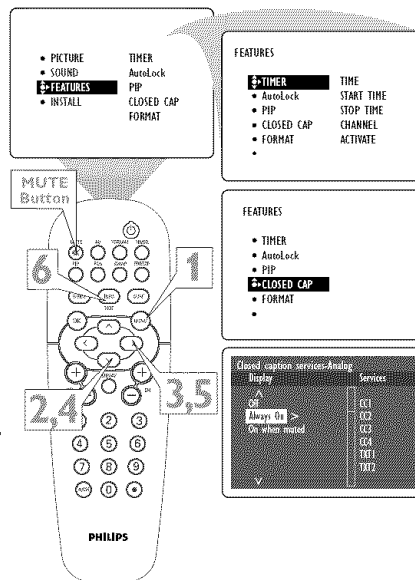 PICTURE TIMER
SOUND AutoLock
FEATURES PIP
INSTALL CLOSED CAP
FORMAT
FEATURES
TIMER TIME
AutoLock START TIME
PIP STOP TIME
CLOSED CAP CHANNEL
FORMAT ACTIVATE
MUTE
Button
6
1
2,4
3,5
FEATURES
TIMER
AutoLock
PIP
CLOSED CAP
FORMAT
Closed caption services-Analog
Display Services
Off CC1
Always On > CC2
On when muted CC3
CC4
TXT1
TXT2
1 2 3
4 5 6
7 8 9
0
PHILIPS